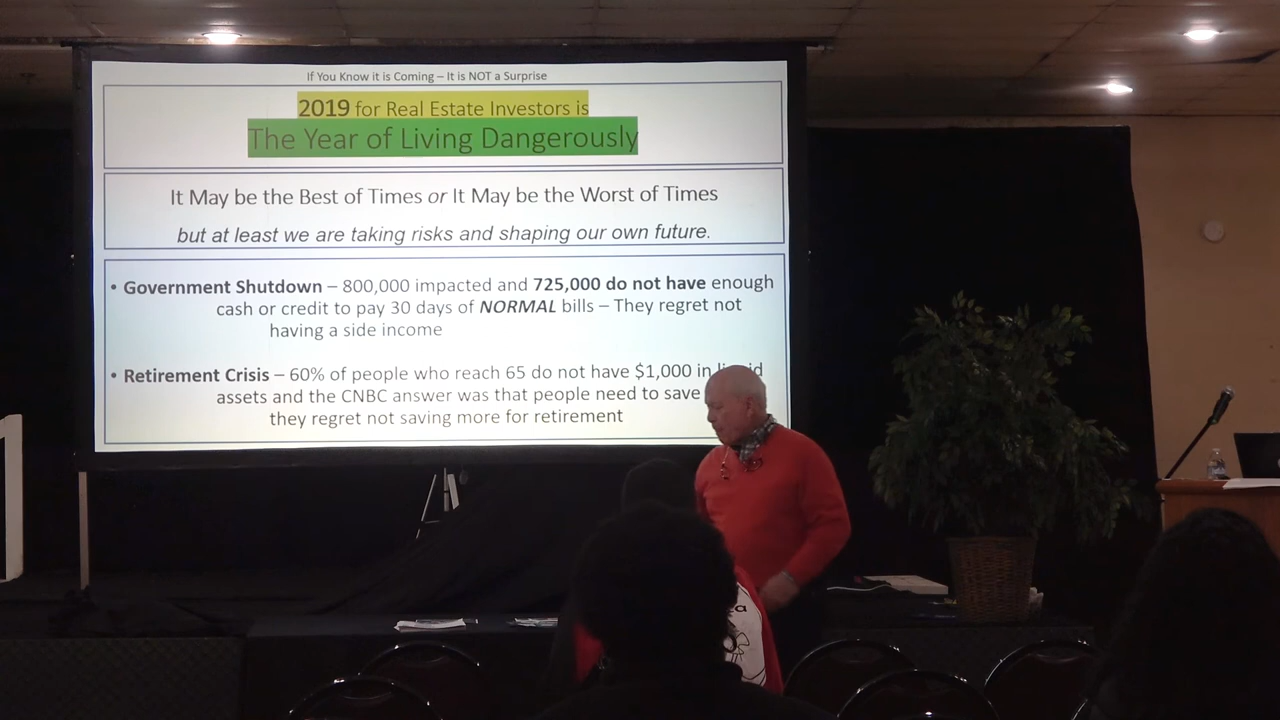 If You Know it is Coming – It is NOT a Surprise
2019 for Real Estate Investors is
The Year of Living Dangerously
It May be the Best of Times or It May be the Worst of Times
but at least we are taking risks and shaping our own future.
• Government Shutdown – 800,000 impacted and 725,000 do not have enough
cash or credit to pay 30 days of NORMAL bills – They regret not
having a side income
• Retirement Crisis – 60% of people who reach 65 do not have $1,000 in
assets and the CNBC answer was that people need to save
they regret not saving more for retirement